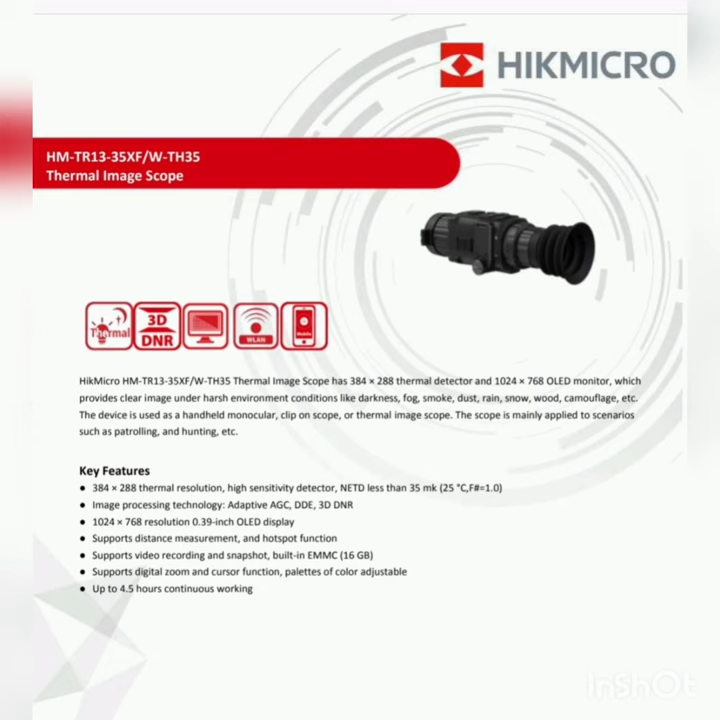 HIKMICRO
HM-TR13-35XF/W-TH35
Thermal Image Scope
Thermal
3D
DNR
WLAN
HikMicro HM-TR13-35XF/W-TH35 Thermal Image Scope has 384 × 288 thermal detector and 1024 × 768 OLED monitor, which
provides clear image under harsh environment conditions like darkness, fog, smoke, dust, rain, snow, wood, camouflage, etc.
The device is used as a handheld monocular, clip on scope, or thermal image scope. The scope is mainly applied to scenarios
such as patrolling, and hunting, etc.
Key Features
● 384 × 288 thermal resolution, high sensitivity detector, NETD less than 35 mk (25 °C,F#=1.0)
● Image processing technology: Adaptive AGC, DDE, 3D DNR
● 1024 × 768 resolution 0.39-inch OLED display
● Supports distance measurement, and hotspot function
● Supports video recording and snapshot, built-in EMMC (16 GB)
● Supports digital zoom and cursor function, palettes of color adjustable
● Up to 4.5 hours continuous working
InShOt